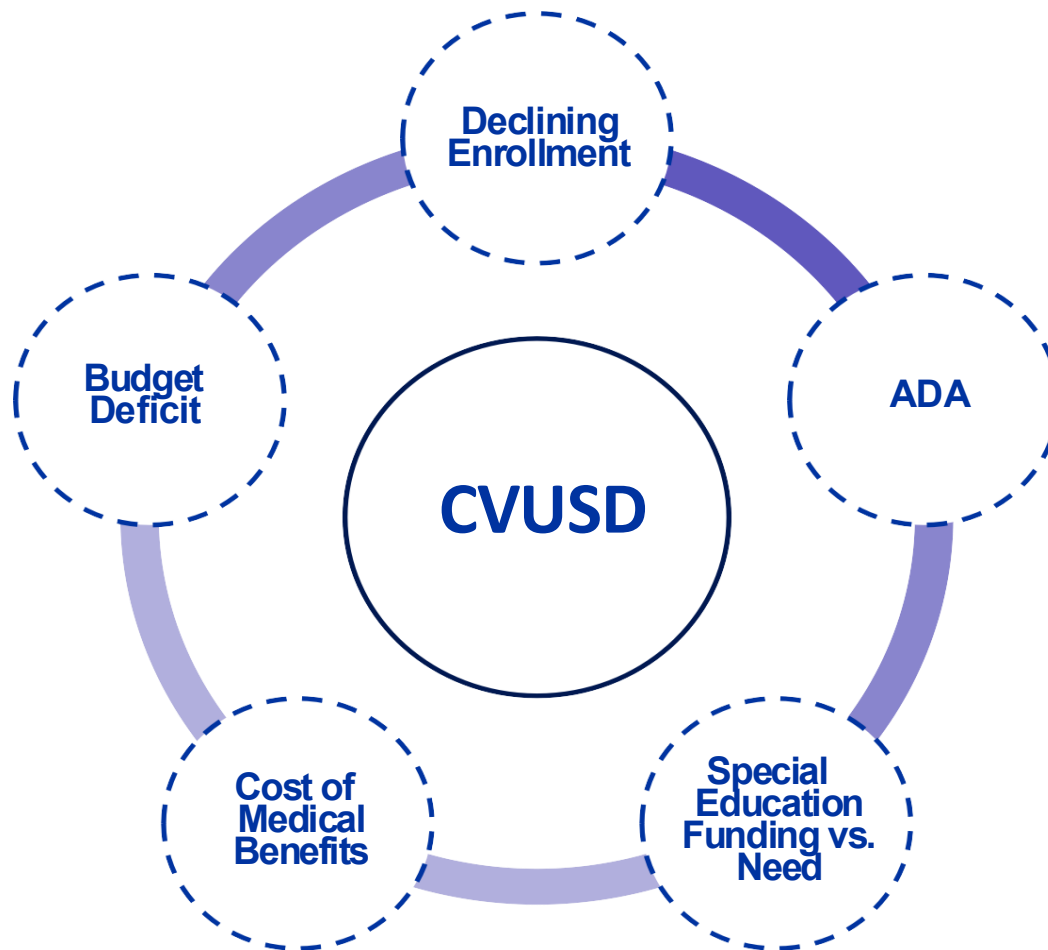 Declining
Enrollment
ADA
Special
Education
Funding vs.
Need
Cost of
Medical
Benefits
Budget
Deficit
CVUSD